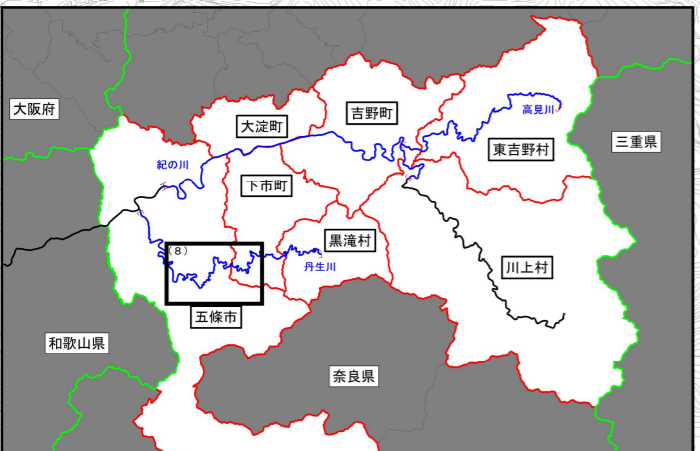 大阪府
大淀町
吉野町
高見川
東吉野村
三重県
紀の川
下市町
黒滝村
丹生川
川上村
(8)
五條市
和歌山県
奈良県